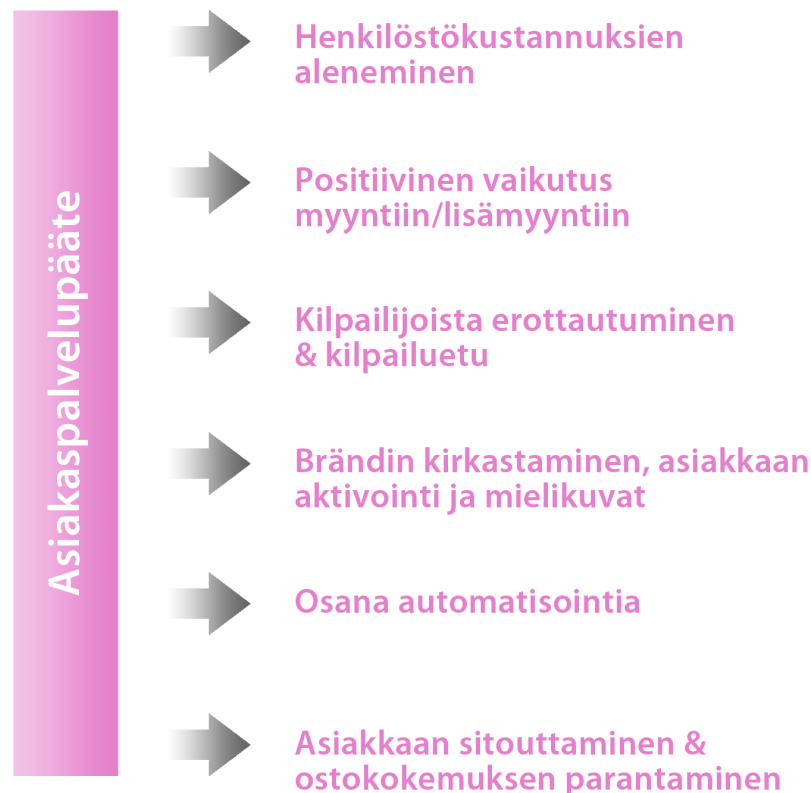 Asiakaspalvelupääte
Henkilöstökustannuksien
aleneminen
Positiivinen vaikutus
myyntiin/lisämyyntiin
Kilpailijoista erottautuminen
& kilpailuetu
Brändin kirkastaminen, asiakkaan
aktivointi ja mielikuvat
Osana automatisointia
Asiakkaan sitouttaminen &
ostokokemuksen parantaminen